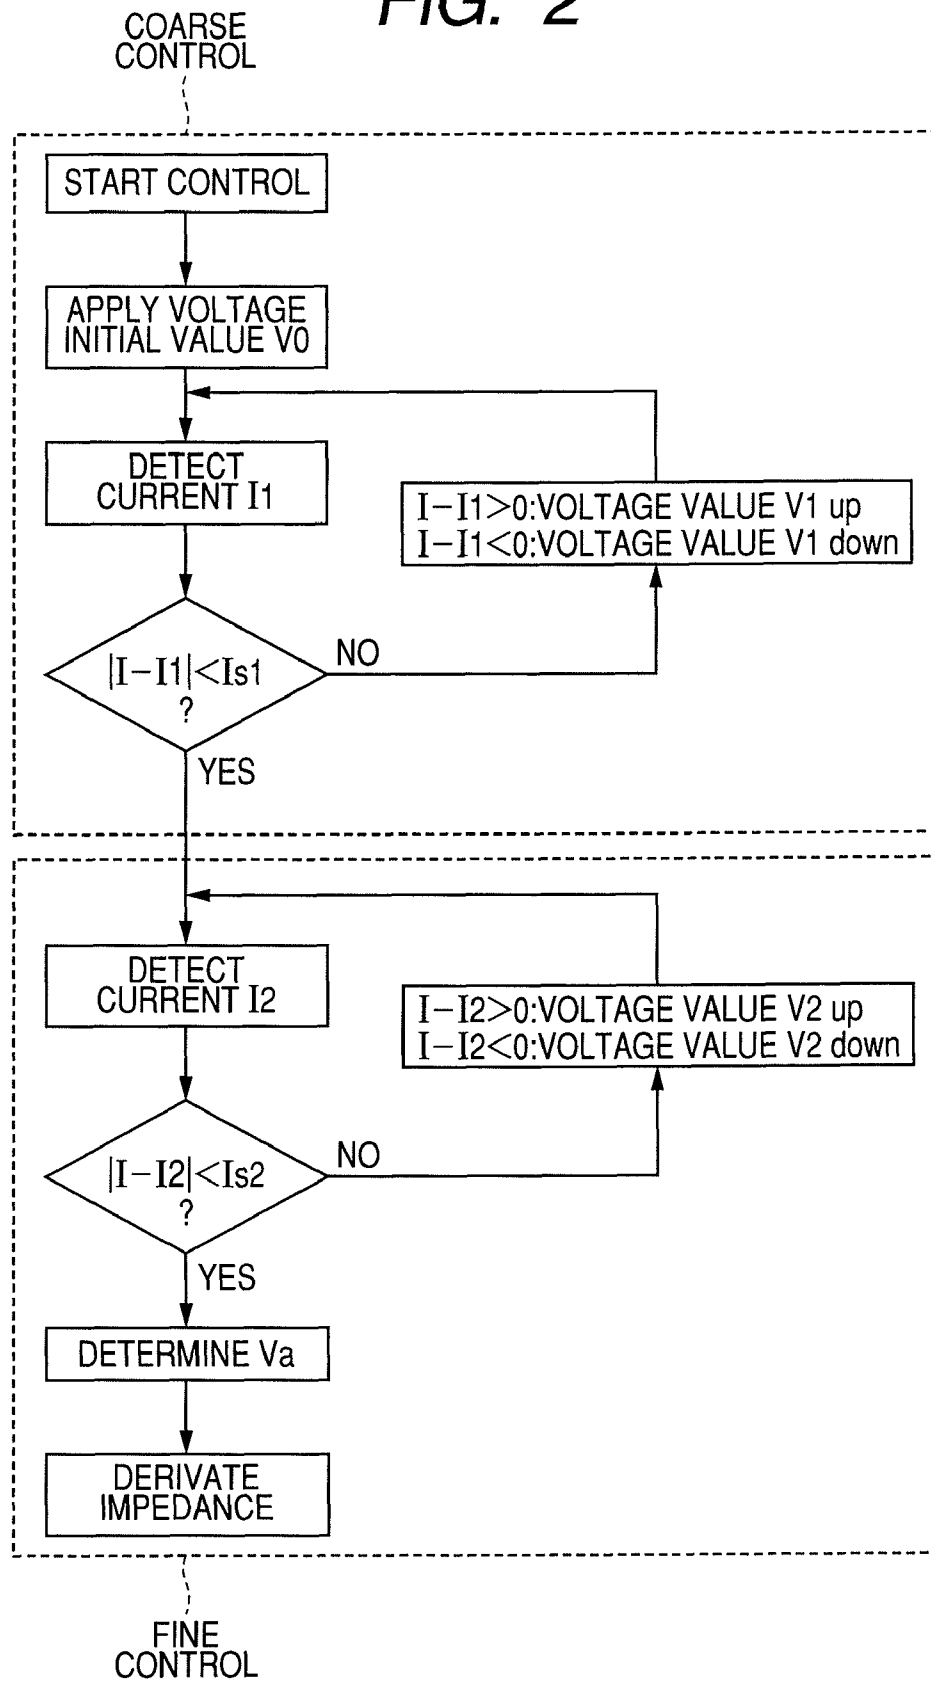 FIG. 2
COARSE
CONTROL
START CONTROL
APPLY VOLTAGE
INITIAL VALUE V0
DETECT
CURRENT I1
I-I1>0:VOLTAGE VALUE V1 up
I-I1<0:VOLTAGE VALUE V1 down
|I-I1|<Is1
?
NO
YES
DETECT
CURRENT I2
I-I2>0:VOLTAGE VALUE V2 up
I-I2<0:VOLTAGE VALUE V2 down
|I-I2|<Is2
?
NO
YES
DETERMINE Va
DERIVATE
IMPEDANCE
FINE
CONTROL